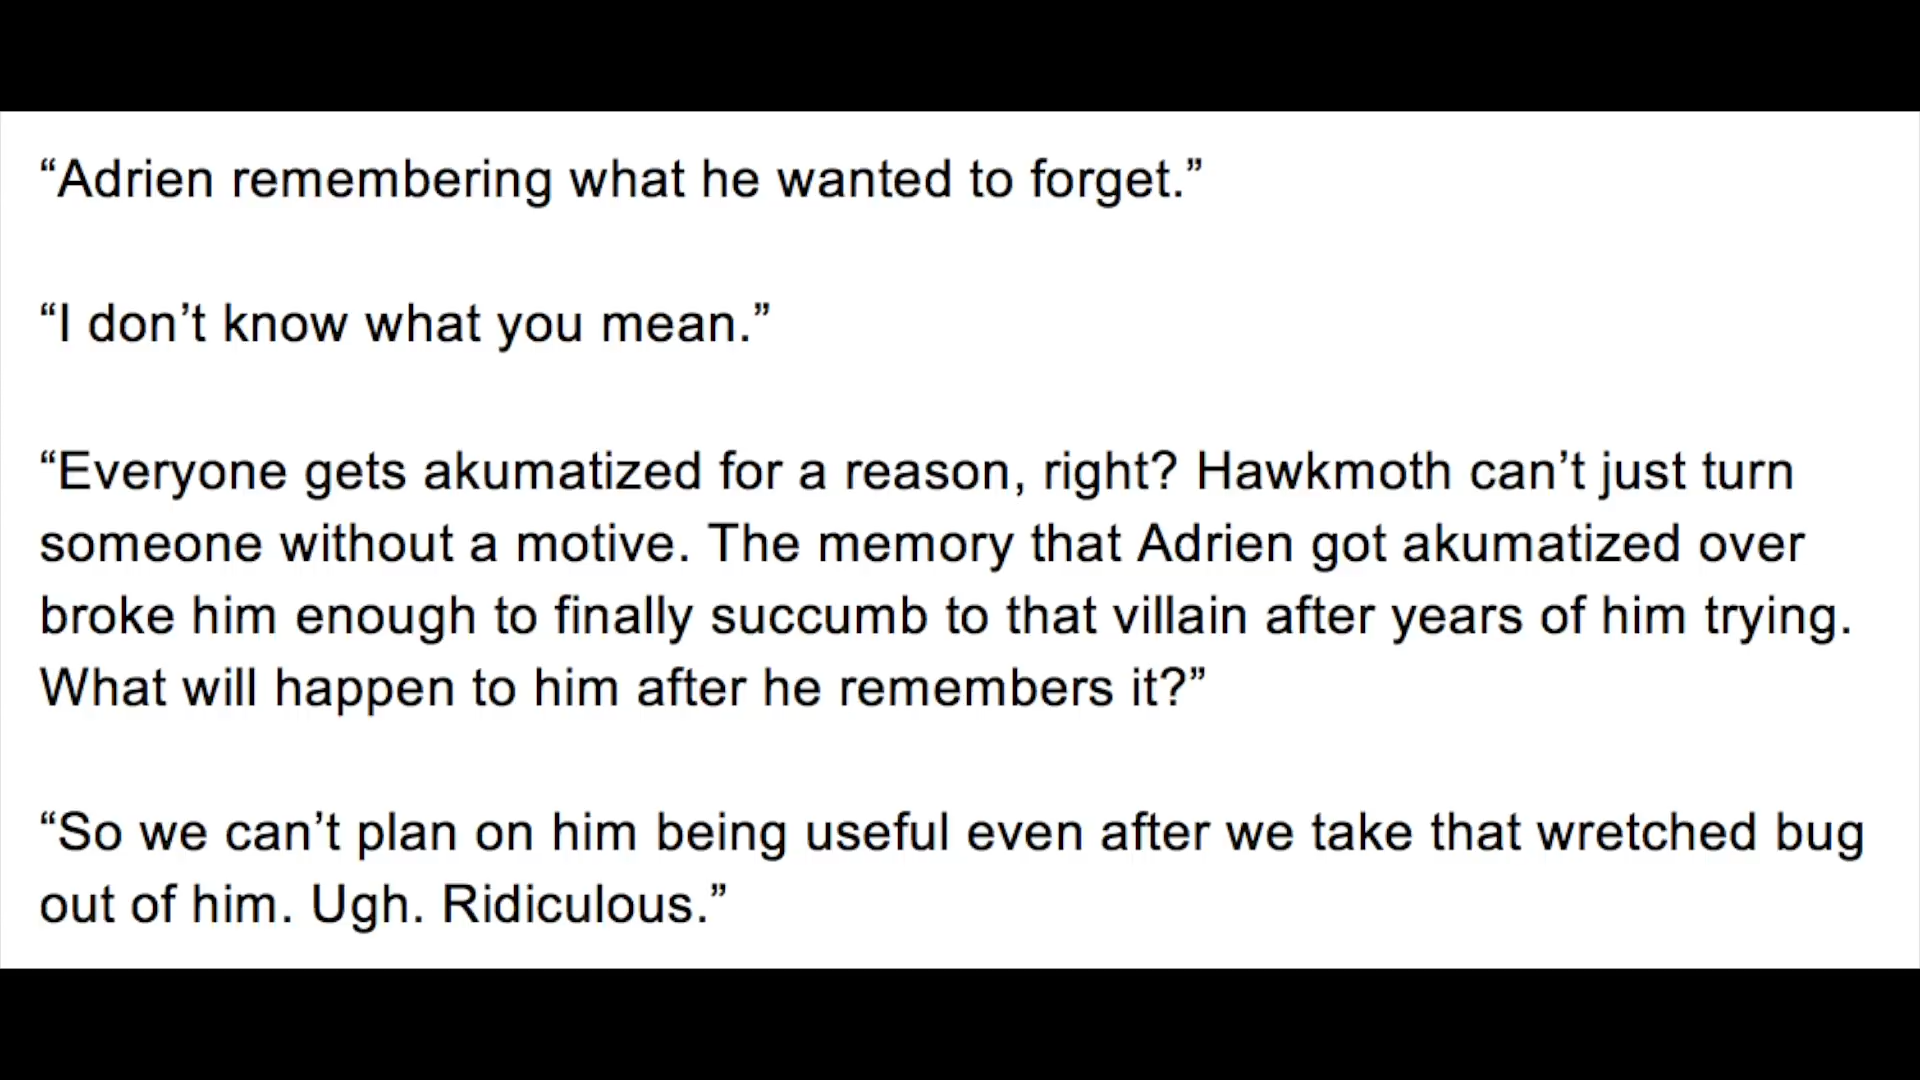 “Adrien remembering what he wanted to forget.”
“I don’t know what you mean.”
“Everyone gets akumatized for a reason, right? Hawkmoth can’t just turn
someone without a motive. The memory that Adrien got akumatized over
broke him enough to finally succumb to that villain after years of him trying.
What will happen to him after he remembers it?”
“So we can’t plan on him being useful even after we take that wretched bug
out of him. Ugh. Ridiculous.”